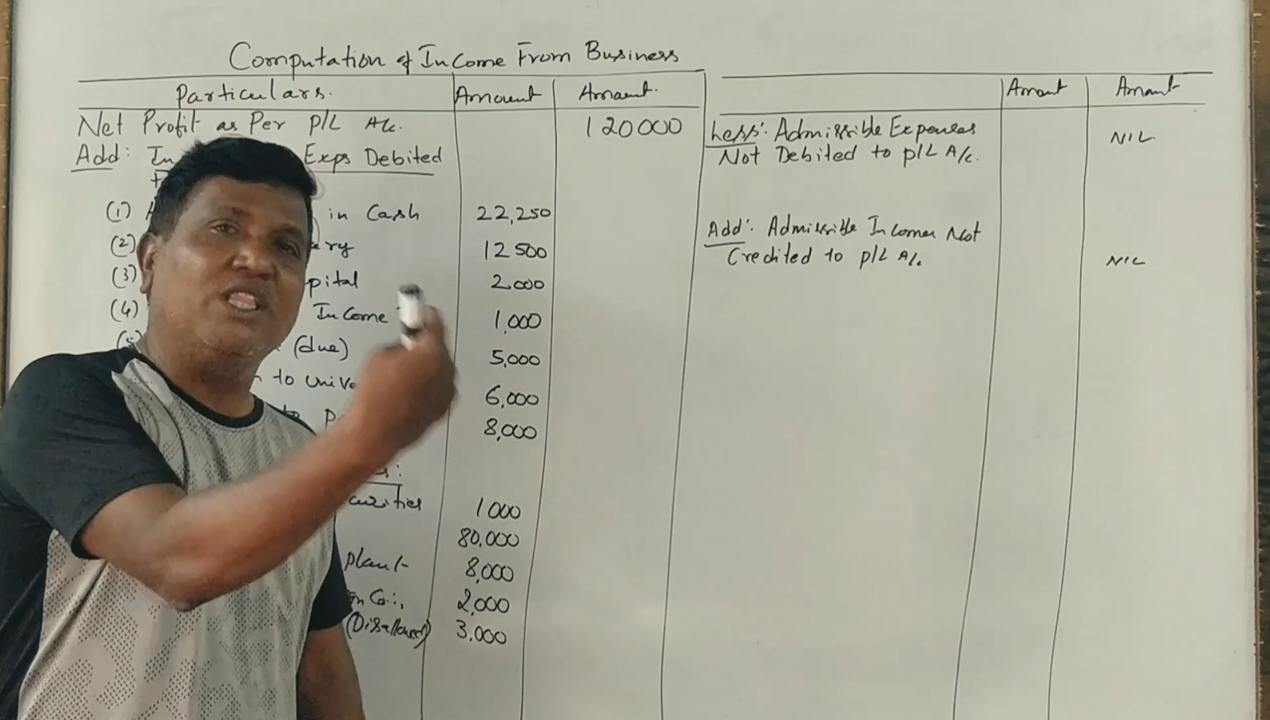 Computation of Income From Business
Particulars. Amount Amount.
Net Profit as Per P/L A/c. 120000
Add: Exps Debited
(1) in Cash 22,250
(2) 12500
(3) 2,000
(4) Income 1,000
(due) 5,000
to 6,000
8,000
1000
80,000
plant 8,000
2,000
(Disallowed) 3,000
Amount Amount
Less: Admissible Expenses NIL
Not Debited to P/L A/c.
Add: Admissible Incomes Not
Credited to P/L A/c. NIL